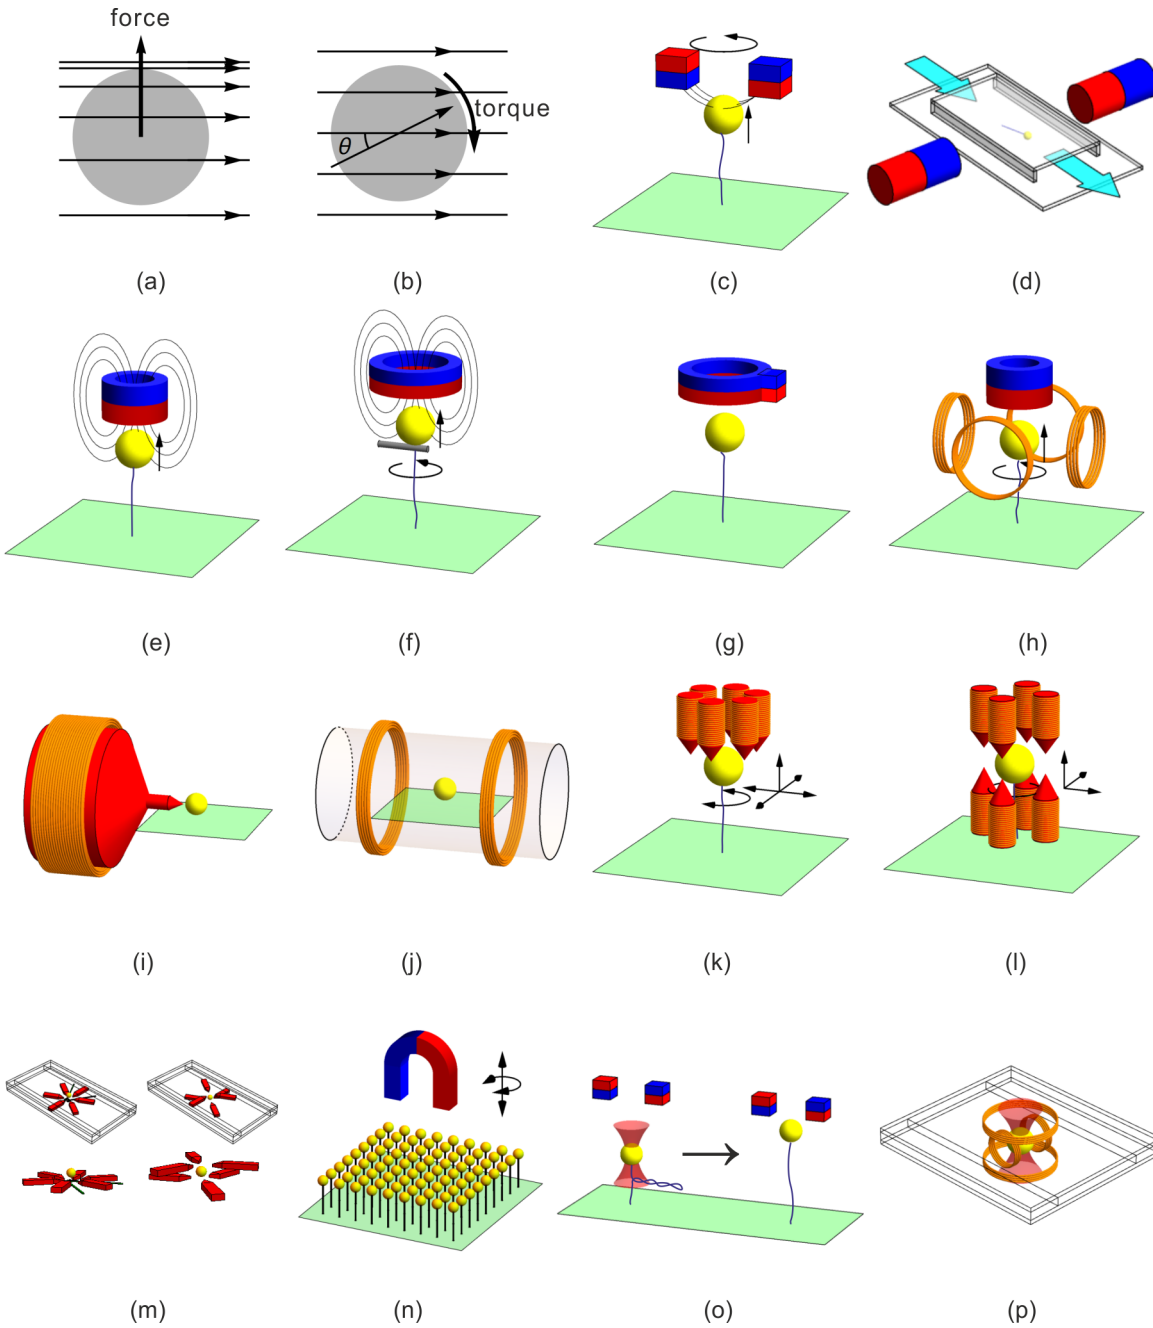 force
torque
θ
(a)
(b)
(c)
(d)
(e)
(f)
(g)
(h)
(i)
(j)
(k)
(l)
(m)
(n)
(o)
(p)